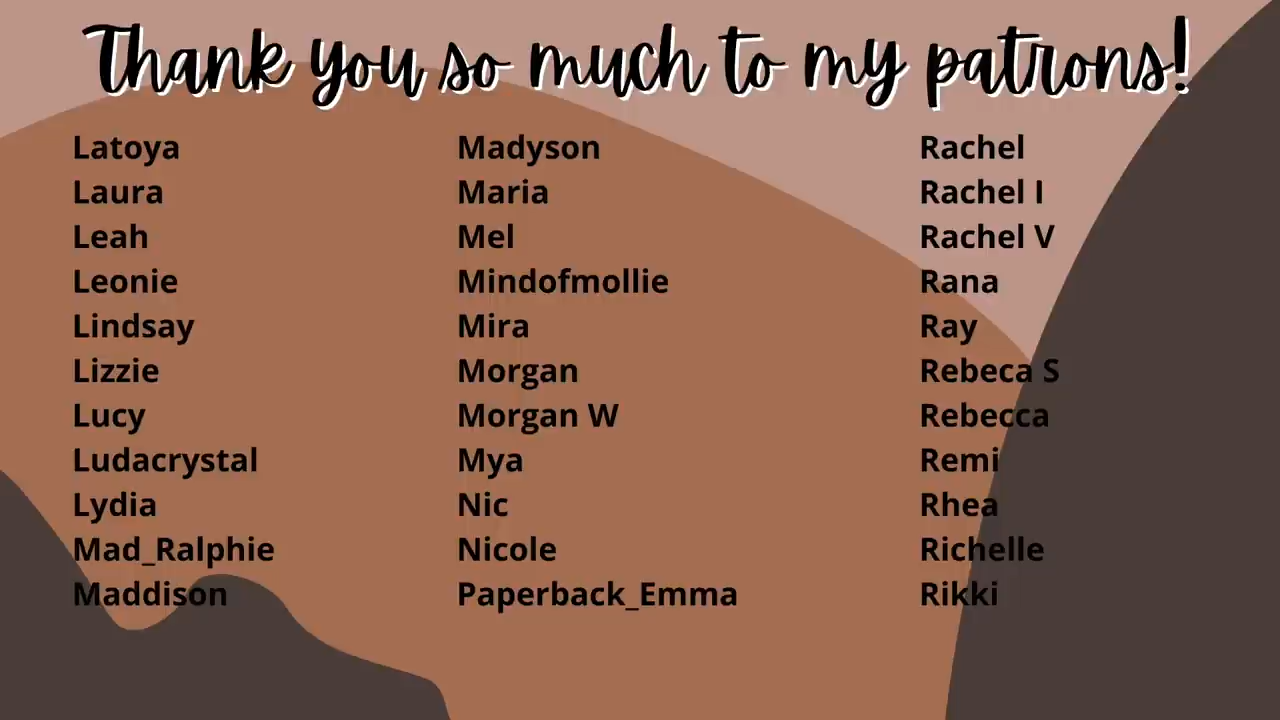 Thank you so much to my patrons!
Latoya
Laura
Leah
Leonie
Lindsay
Lizzie
Lucy
Ludacrystal
Lydia
Mad_Ralphie
Maddison
Madyson
Maria
Mel
Mindofmollie
Mira
Morgan
Morgan W
Mya
Nic
Nicole
Paperback_Emma
Rachel
Rachel I
Rachel V
Rana
Ray
Rebeca S
Rebecca
Remi
Rhea
Richelle
Rikki